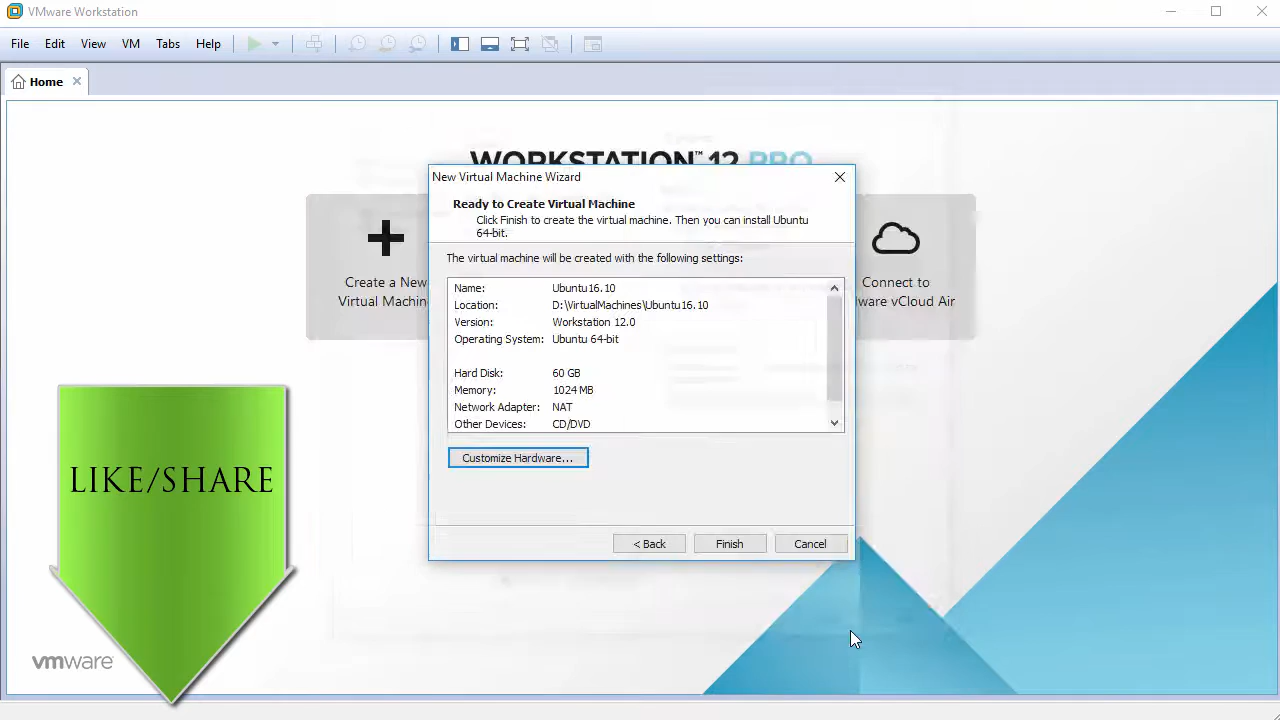 VMware Workstation
File Edit View VM Tabs Help
Home
WORKSTATION™ 12 PRO
New Virtual Machine Wizard
Ready to Create Virtual Machine
Click Finish to create the virtual machine. Then you can install Ubuntu
64-bit.
The virtual machine will be created with the following settings:
Name: Ubuntu16.10
Location: D:\VirtualMachines\Ubuntu16.10
Version: Workstation 12.0
Operating System: Ubuntu 64-bit
Hard Disk: 60 GB
Memory: 1024 MB
Network Adapter: NAT
Other Devices: CD/DVD
Customize Hardware...
< Back Finish Cancel
Create a New
Virtual Machin
Connect to
ware vCloud Air
LIKE/SHARE
vmware